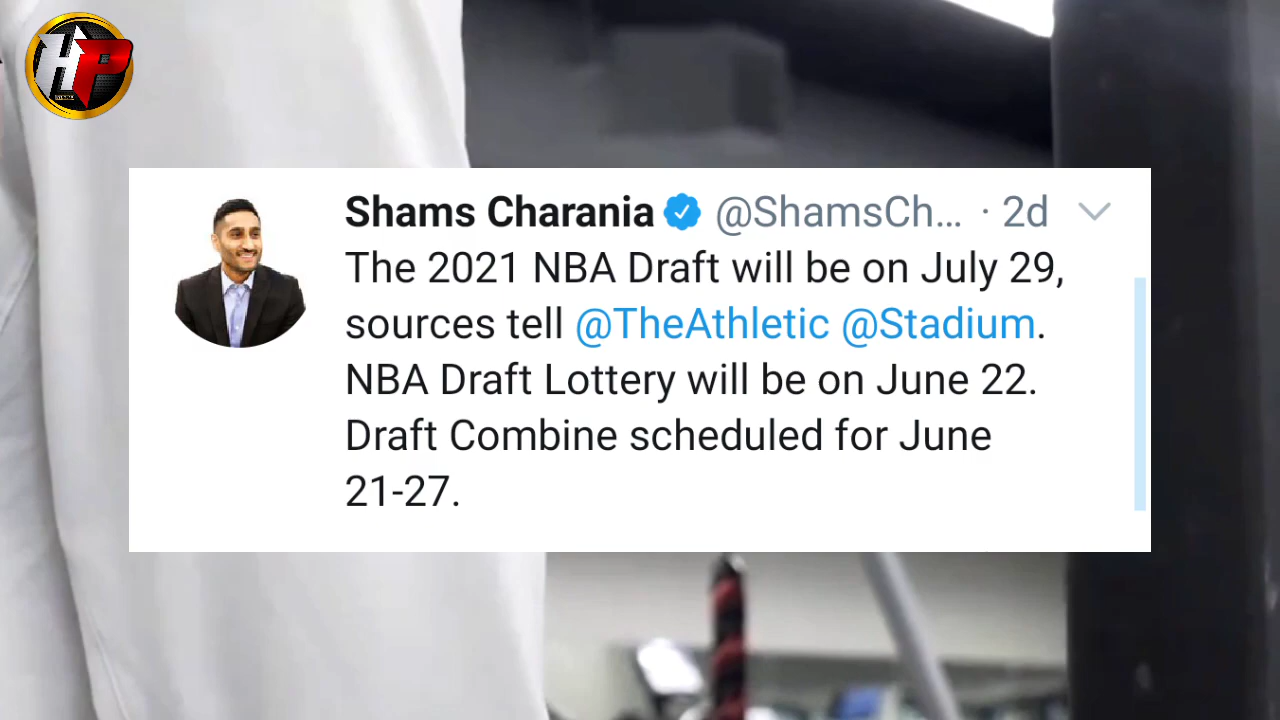 HP
Shams Charania @ShamsCh... · 2d
The 2021 NBA Draft will be on July 29,
sources tell @TheAthletic @Stadium.
NBA Draft Lottery will be on June 22.
Draft Combine scheduled for June
21-27.